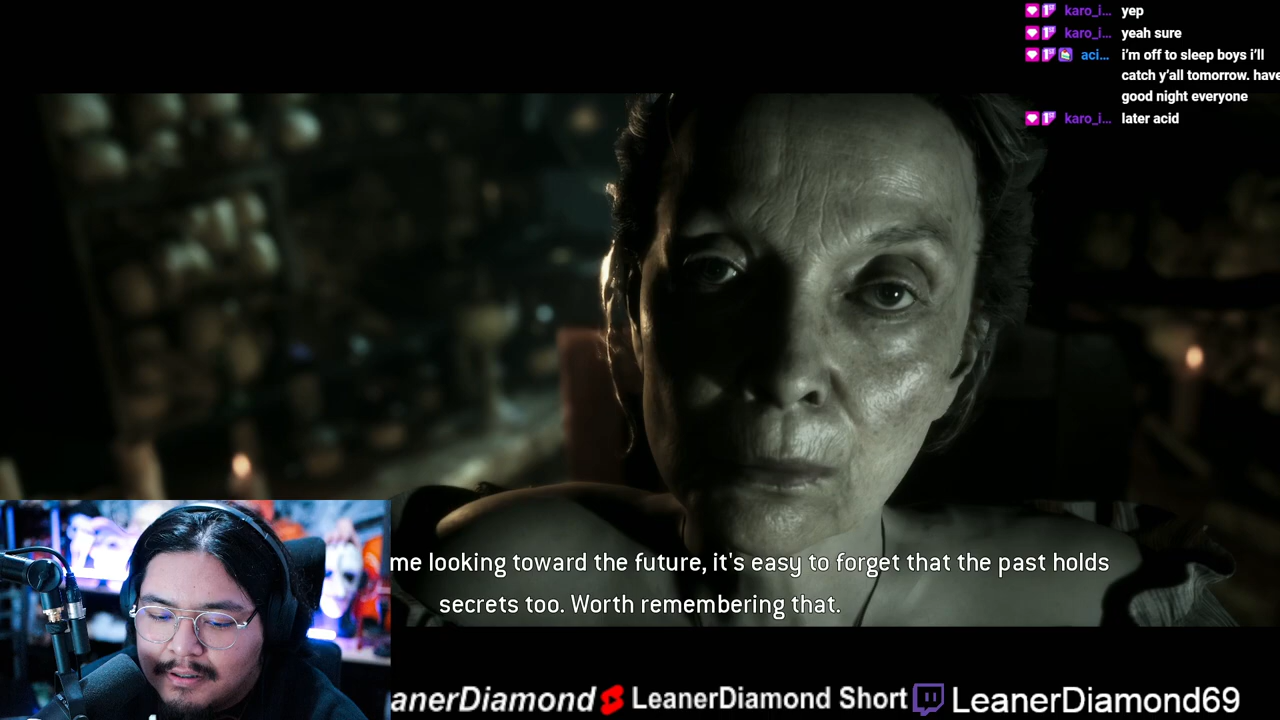 karo_i... yep
karo_i... yeah sure
aci... i'm off to sleep boys i'll
catch y'all tomorrow. have
good night everyone
karo_i... later acid
me looking toward the future, it's easy to forget that the past holds
secrets too. Worth remembering that.
anerDiamond LeanerDiamond Short LeanerDiamond69